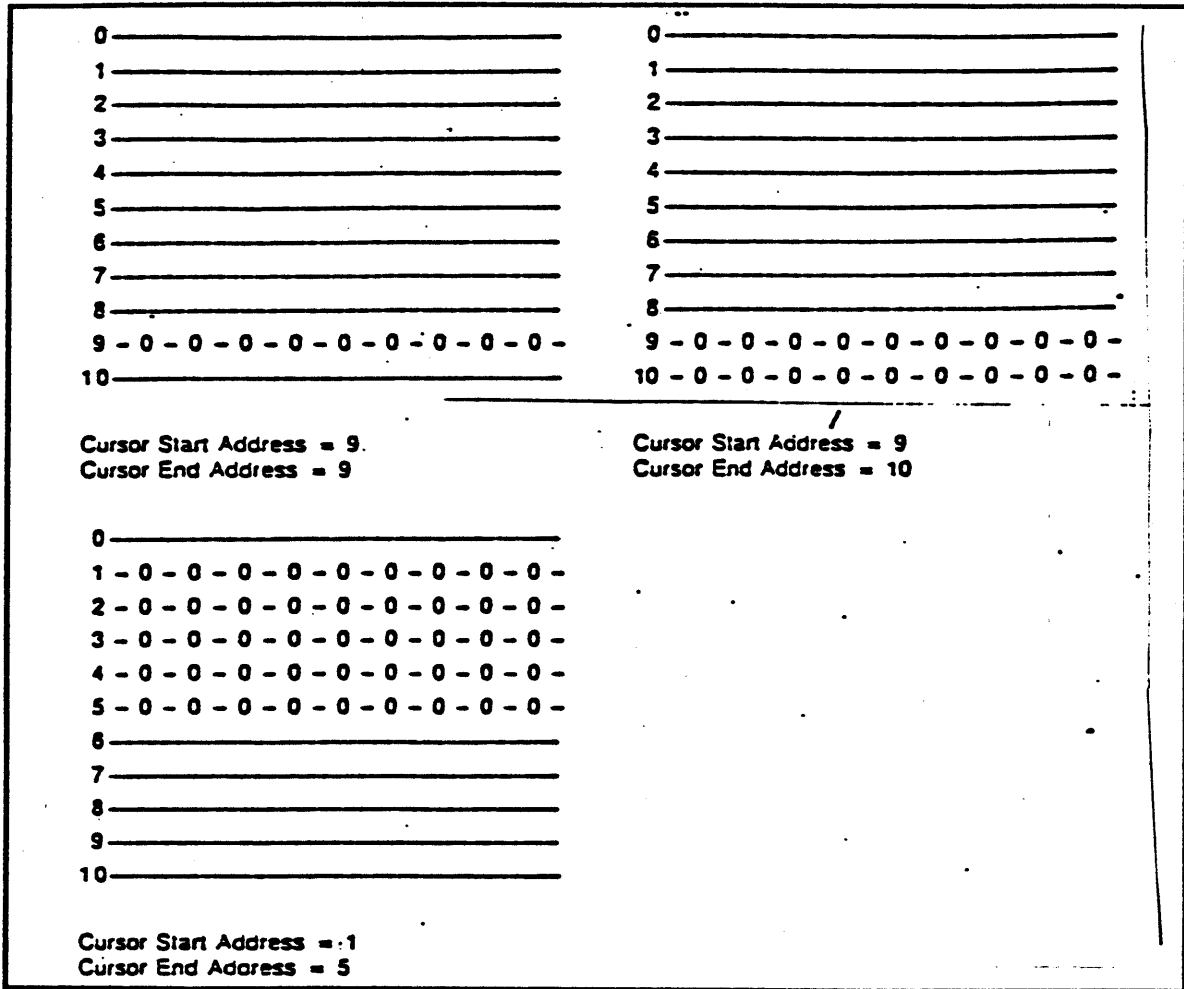 0
1
2
3
4
5
6
7
8
9 - 0 - 0 - 0 - 0 - 0 - 0 - 0 - 0 - 0 -
10
Cursor Start Address = 9.
Cursor End Address = 9
0
1
2
3
4
5
6
7
8
9 - 0 - 0 - 0 - 0 - 0 - 0 - 0 - 0 - 0 -
10 - 0 - 0 - 0 - 0 - 0 - 0 - 0 - 0 - 0 -
Cursor Start Address = 9
Cursor End Address = 10
0
1 - 0 - 0 - 0 - 0 - 0 - 0 - 0 - 0 - 0 -
2 - 0 - 0 - 0 - 0 - 0 - 0 - 0 - 0 - 0 -
3 - 0 - 0 - 0 - 0 - 0 - 0 - 0 - 0 - 0 -
4 - 0 - 0 - 0 - 0 - 0 - 0 - 0 - 0 - 0 -
5 - 0 - 0 - 0 - 0 - 0 - 0 - 0 - 0 - 0 -
6
7
8
9
10
Cursor Start Address = 1
Cursor End Address = 5